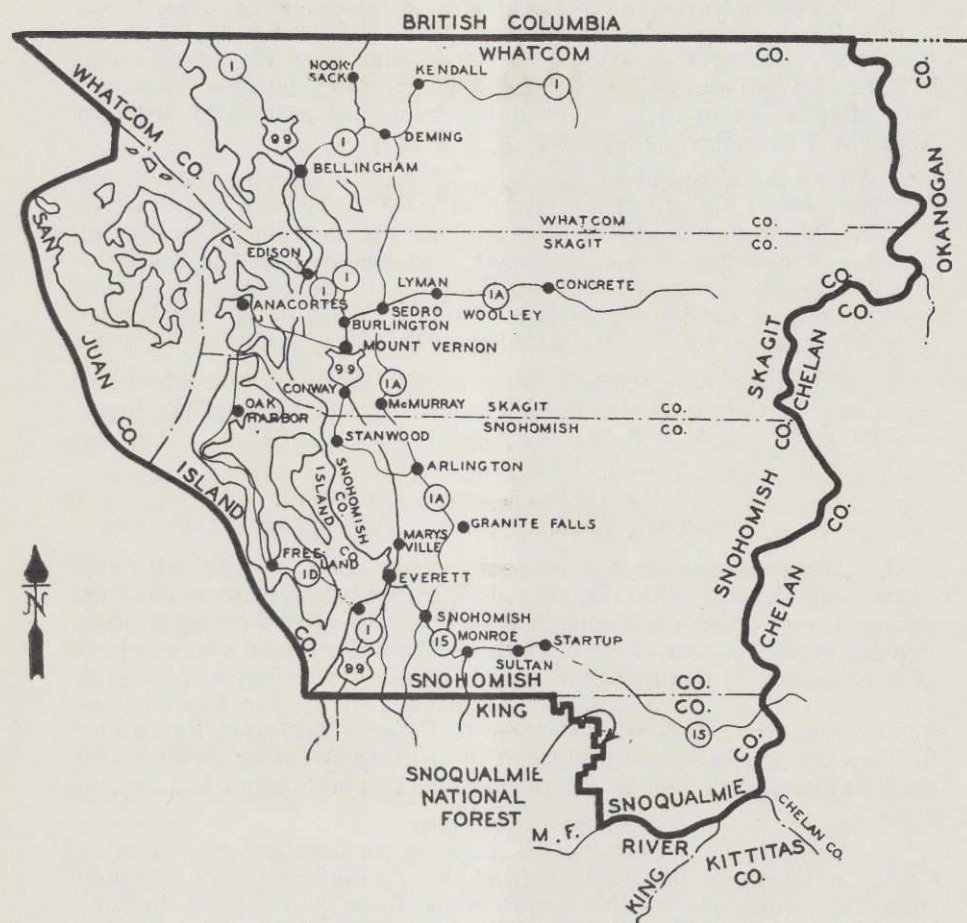 BRITISH COLUMBIA
WHATCOM CO.
CO.
WHATCOM CO.
1
NOOK-
SACK
KENDALL
1
99
1
DEMING
BELLINGHAM
OKANOGAN
WHATCOM CO.
SKAGIT CO.
SAN JUAN CO.
EDISON
1
1
LYMAN
1A
CONCRETE
CO.
CO.
ANACORTES
SEDRO
WOOLLEY
BURLINGTON
MOUNT VERNON
SKAGIT
CHELAN
99
CONWAY
1A
OAK
HARBOR
McMURRAY
SKAGIT CO.
SNOHOMISH CO.
CO.
STANWOOD
ISLAND CO.
SNOHOMISH
CO.
ISLAND
CO.
ARLINGTON
1A
GRANITE FALLS
SNOHOMISH CO.
CHELAN CO.
MARYS
VILLE
FREE-
LAND
1D
EVERETT
N
1
SNOHOMISH
15
MONROE
STARTUP
SULTAN
99
SNOHOMISH CO.
KING CO.
15
SNOQUALMIE
NATIONAL
FOREST
SNOQUALMIE
M. F.
RIVER
CHELAN CO.
KITTITAS
CO.
KING